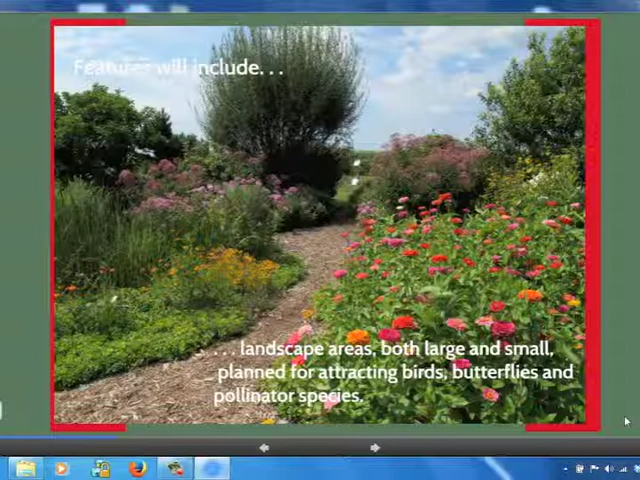 Features will include. . .
. . . landscape areas, both large and small,
planned for attracting birds, butterflies and
pollinator species.